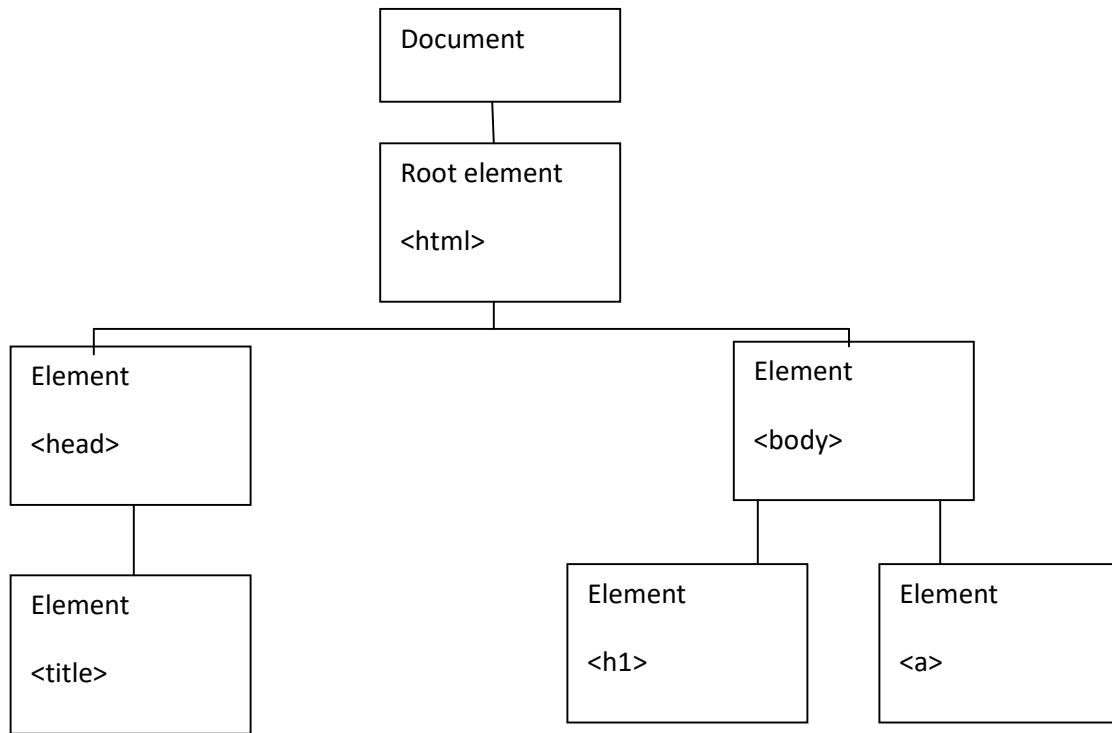 Document
Root element
<html>
Element
<head>
Element
<body>
Element
<title>
Element
<h1>
Element
<a>